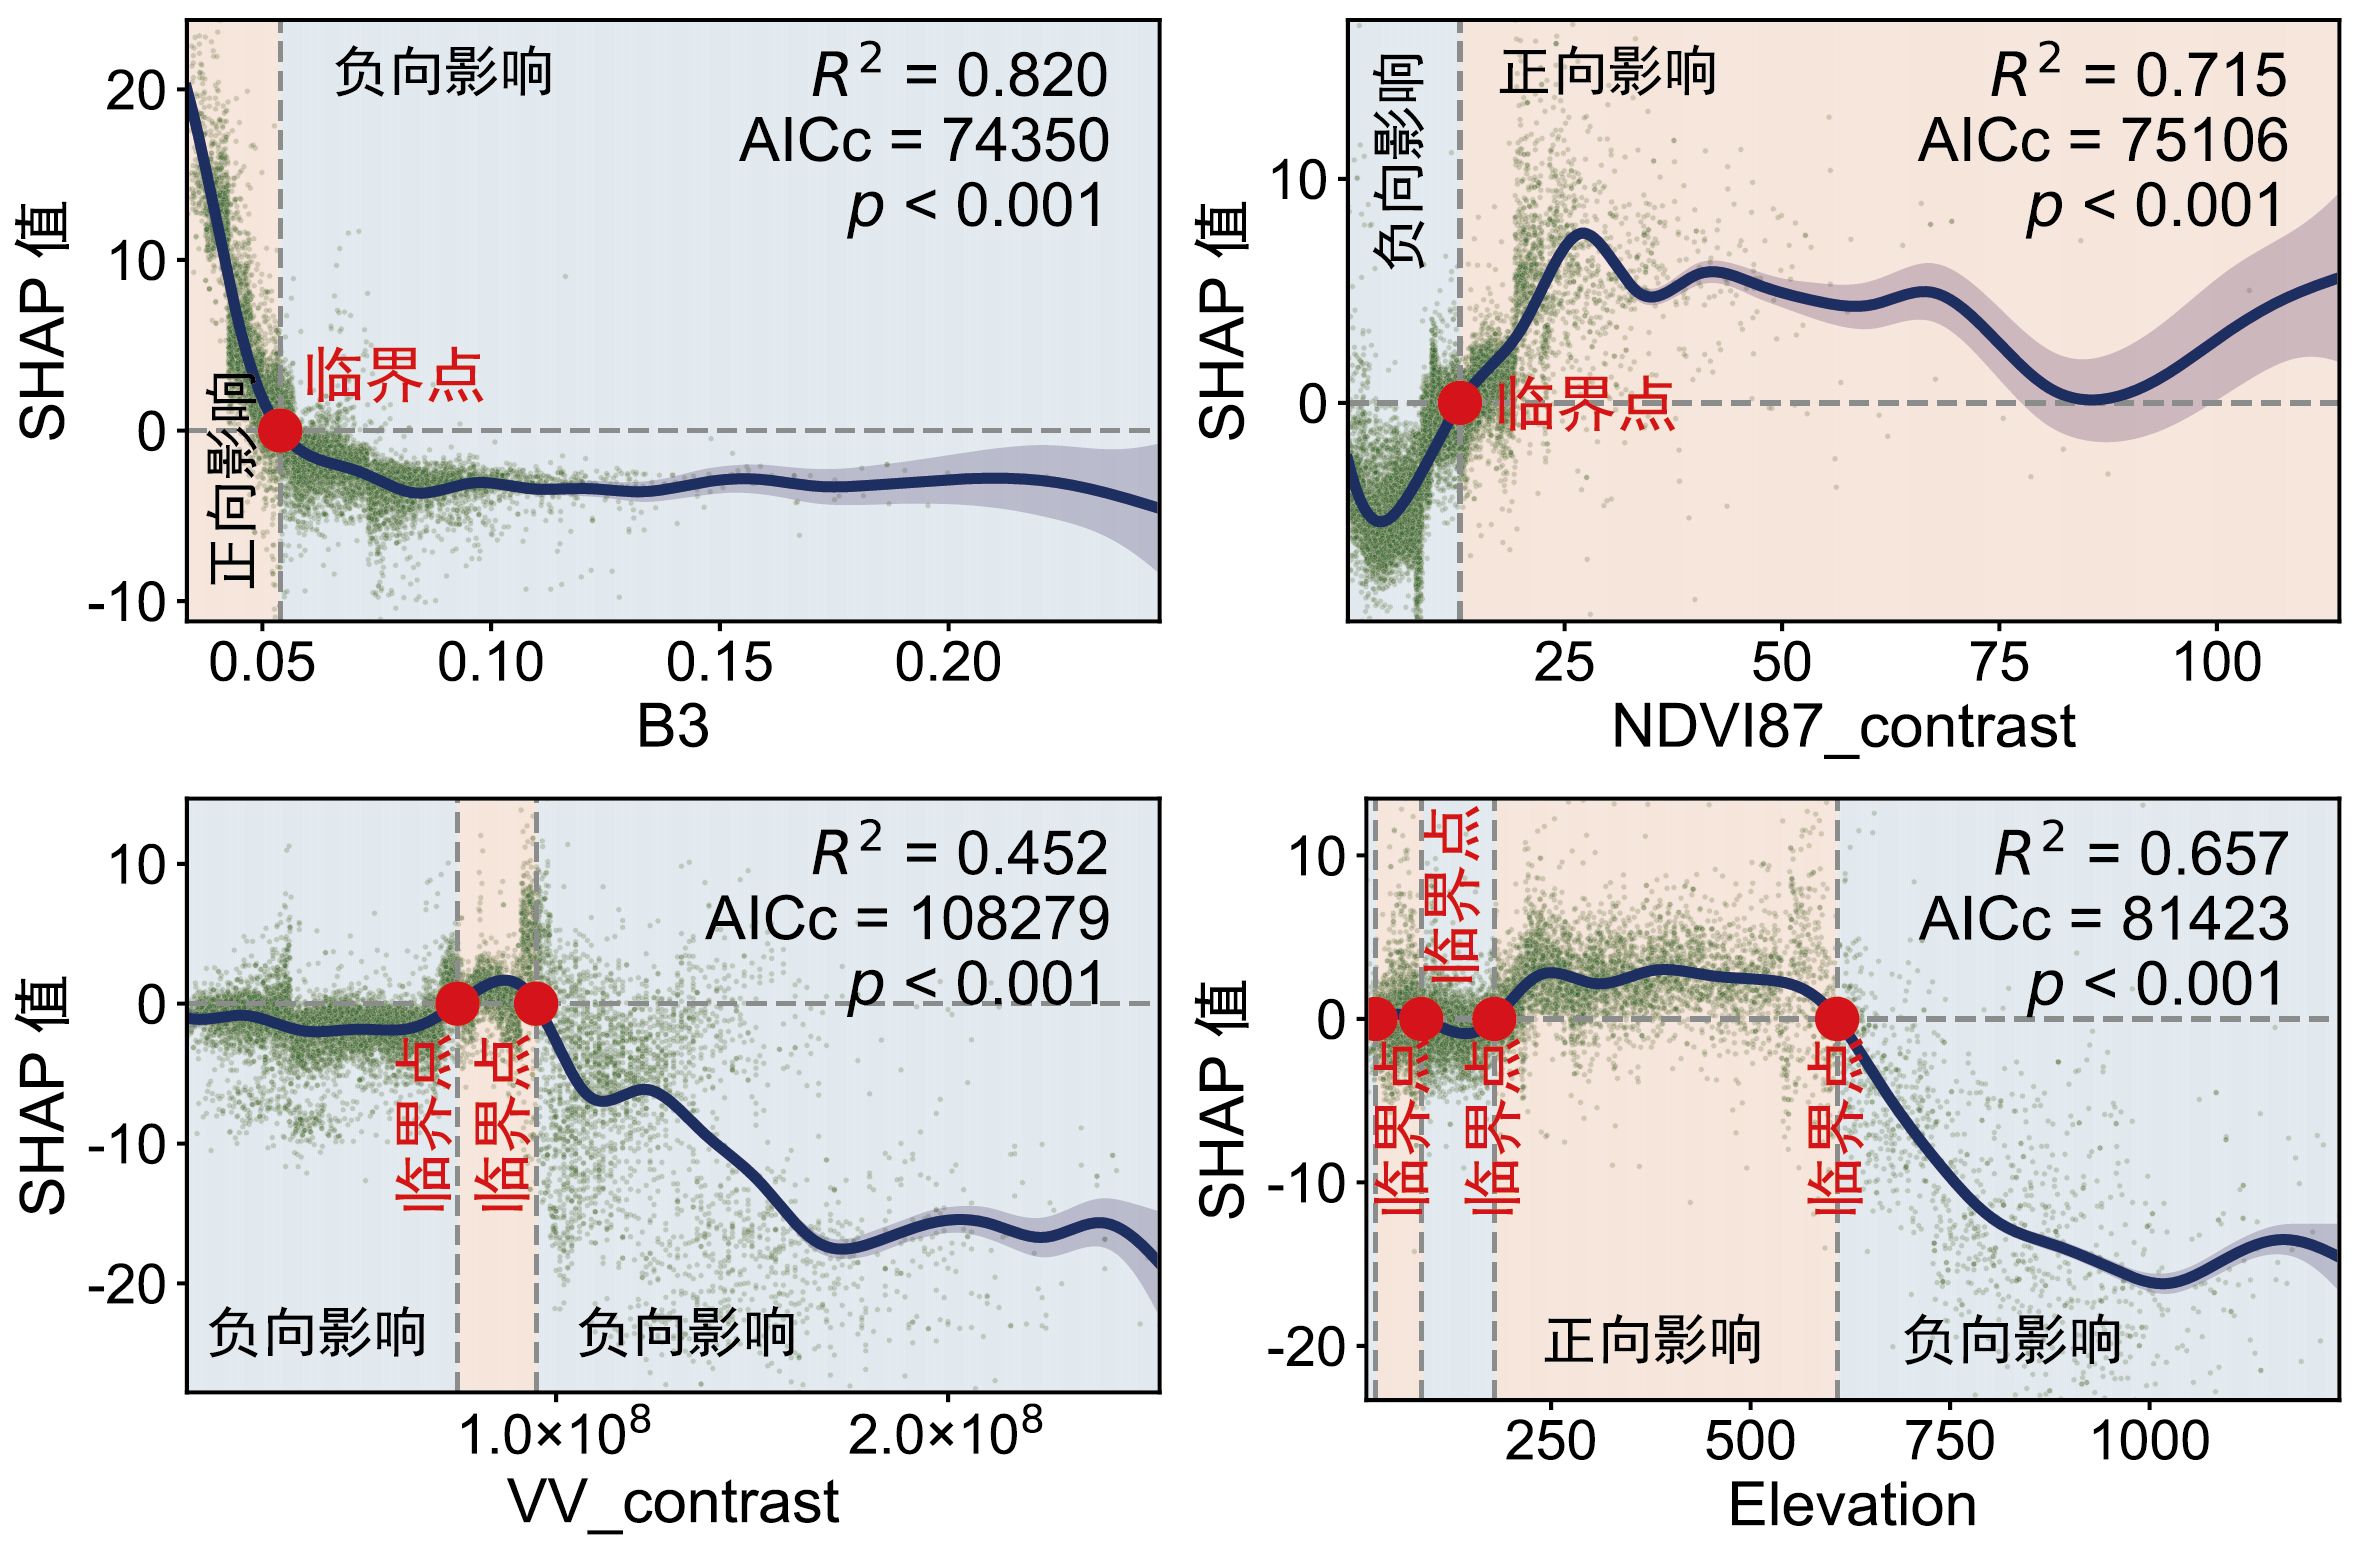 负向影响
R² = 0.820
AICc = 74350
p < 0.001
临界点
正向影响
SHAP 值
20
10
0
-10
0.05
0.10
0.15
0.20
B3
负向影响
正向影响
R² = 0.715
AICc = 75106
p < 0.001
临界点
SHAP 值
10
0
25
50
75
100
NDVI87_contrast
R² = 0.452
AICc = 108279
p < 0.001
临界点
临界点
负向影响
负向影响
SHAP 值
10
0
-10
-20
1.0×10⁸
2.0×10⁸
VV_contrast
临界点
R² = 0.657
AICc = 81423
p < 0.001
临界点
临界点
临界点
正向影响
负向影响
SHAP 值
10
0
-10
-20
250
500
750
1000
Elevation